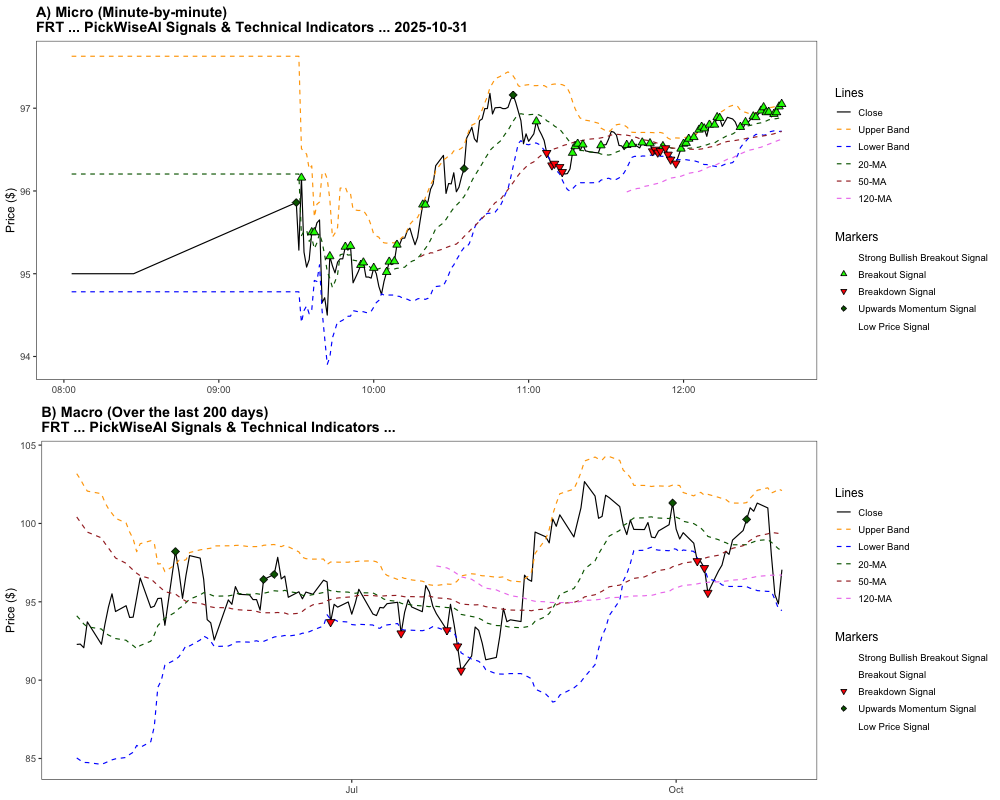 A) Micro (Minute-by-minute)
FRT ... PickWiseAI Signals & Technical Indicators ... 2025-10-31
Price ($)
97
96
95
94
08:00
09:00
10:00
11:00
12:00
Lines
Close
Upper Band
Lower Band
20-MA
50-MA
120-MA
Markers
Strong Bullish Breakout Signal
Breakout Signal
Breakdown Signal
Upwards Momentum Signal
Low Price Signal
B) Macro (Over the last 200 days)
FRT ... PickWiseAI Signals & Technical Indicators ...
Price ($)
105
100
95
90
85
Jul
Oct
Lines
Close
Upper Band
Lower Band
20-MA
50-MA
120-MA
Markers
Strong Bullish Breakout Signal
Breakout Signal
Breakdown Signal
Upwards Momentum Signal
Low Price Signal